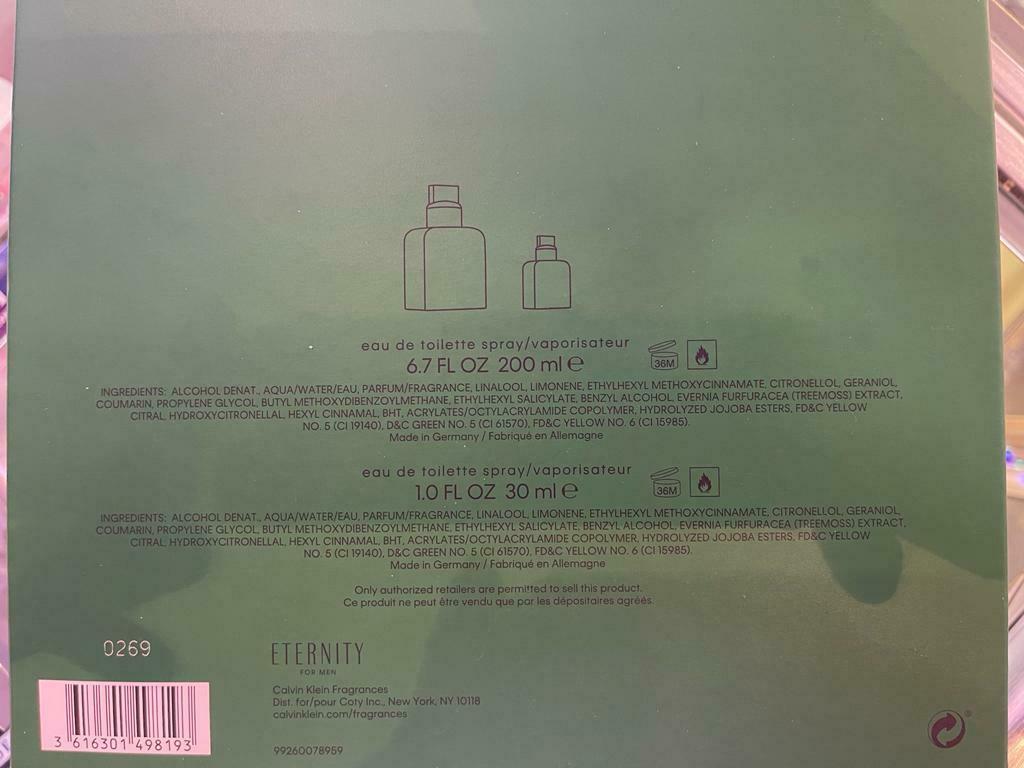 eau de toilette spray/vaporisateur
6.7 FL OZ 200 ml ℮
36M
INGREDIENTS: ALCOHOL DENAT., AQUA/WATER/EAU, PARFUM/FRAGRANCE, LINALOOL, LIMONENE, ETHYLHEXYL METHOXYCINNAMATE, CITRONELLOL, GERANIOL,
COUMARIN, PROPYLENE GLYCOL, BUTYL METHOXYDIBENZOYLMETHANE, ETHYLHEXYL SALICYLATE, BENZYL ALCOHOL, EVERNIA FURFURACEA (TREEMOSS) EXTRACT,
CITRAL, HYDROXYCITRONELLAL, HEXYL CINNAMAL, BHT, ACRYLATES/OCTYLACRYLAMIDE COPOLYMER, HYDROLYZED JOJOBA ESTERS, FD&C YELLOW
NO. 5 (CI 19140), D&C GREEN NO. 5 (CI 61570), FD&C YELLOW NO. 6 (CI 15985).
Made in Germany / Fabriqué en Allemagne
eau de toilette spray/vaporisateur
1.0 FL OZ 30 ml ℮
36M
INGREDIENTS: ALCOHOL DENAT., AQUA/WATER/EAU, PARFUM/FRAGRANCE, LINALOOL, LIMONENE, ETHYLHEXYL METHOXYCINNAMATE, CITRONELLOL, GERANIOL,
COUMARIN, PROPYLENE GLYCOL, BUTYL METHOXYDIBENZOYLMETHANE, ETHYLHEXYL SALICYLATE, BENZYL ALCOHOL, EVERNIA FURFURACEA (TREEMOSS) EXTRACT,
CITRAL, HYDROXYCITRONELLAL, HEXYL CINNAMAL, BHT, ACRYLATES/OCTYLACRYLAMIDE COPOLYMER, HYDROLYZED JOJOBA ESTERS, FD&C YELLOW
NO. 5 (CI 19140), D&C GREEN NO. 5 (CI 61570), FD&C YELLOW NO. 6 (CI 15985).
Made in Germany / Fabriqué en Allemagne
Only authorized retailers are permitted to sell this product.
Ce produit ne peut être vendu que par les dépositaires agréés.
0269
ETERNITY
FOR MEN
Calvin Klein Fragrances
Dist. for/pour Coty Inc., New York, NY 10118
calvinklein.com/fragrances
3 616301 498193
99260078959
®